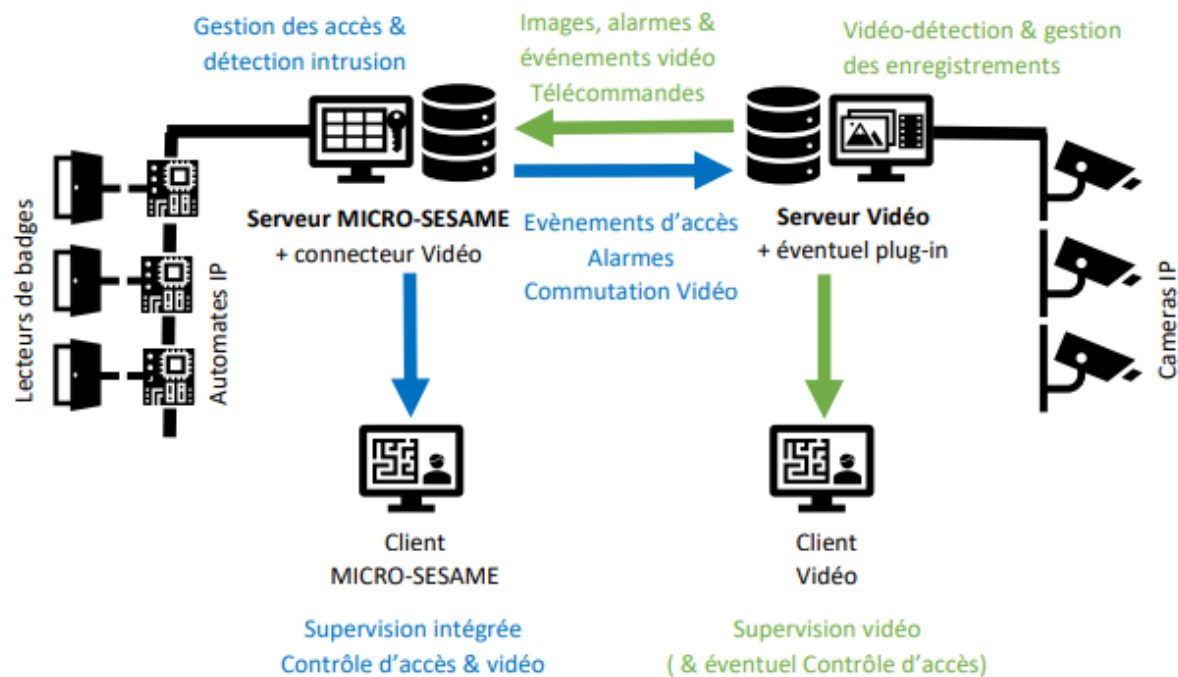 Gestion des accès &
détection intrusion
Images, alarmes &
événements vidéo
Télécommandes
Vidéo-détection & gestion
des enregistrements
Lecteurs de badges
Automates IP
Serveur MICRO-SESAME
+ connecteur Vidéo
Evènements d'accès
Alarmes
Commutation Vidéo
Serveur Vidéo
+ éventuel plug-in
Cameras IP
Client
MICRO-SESAME
Client
Vidéo
Supervision intégrée
Contrôle d'accès & vidéo
Supervision vidéo
( & éventuel Contrôle d'accès)